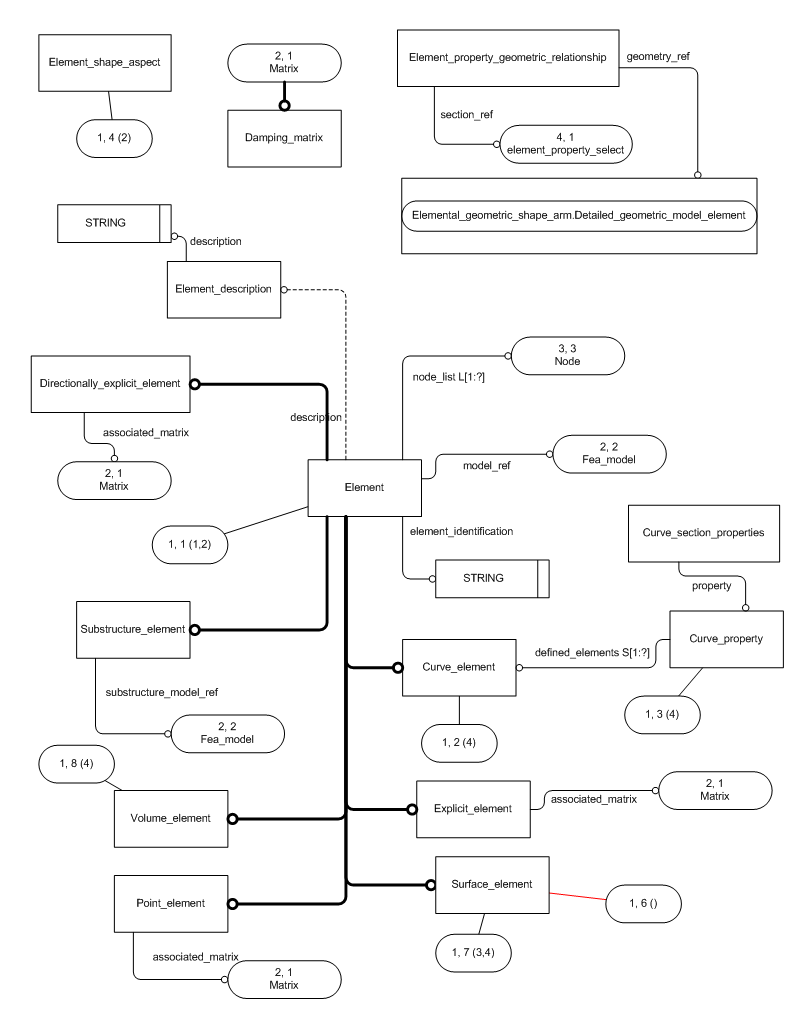 Element_shape_aspect
1, 4 (2)
2, 1
Matrix
Damping_matrix
Element_property_geometric_relationship
geometry_ref
section_ref
4, 1
element_property_select
Elemental_geometric_shape_arm.Detailed_geometric_model_element
STRING
description
Element_description
3, 3
Node
node_list L[1:?]
Directionally_explicit_element
associated_matrix
2, 1
Matrix
description
2, 2
Fea_model
model_ref
Element
1, 1 (1,2)
element_identification
STRING
Curve_section_properties
property
Substructure_element
substructure_model_ref
2, 2
Fea_model
Curve_element
defined_elements S[1:?]
Curve_property
1, 3 (4)
1, 2 (4)
1, 8 (4)
Volume_element
Explicit_element
associated_matrix
2, 1
Matrix
Surface_element
1, 6 ()
1, 7 (3,4)
Point_element
associated_matrix
2, 1
Matrix